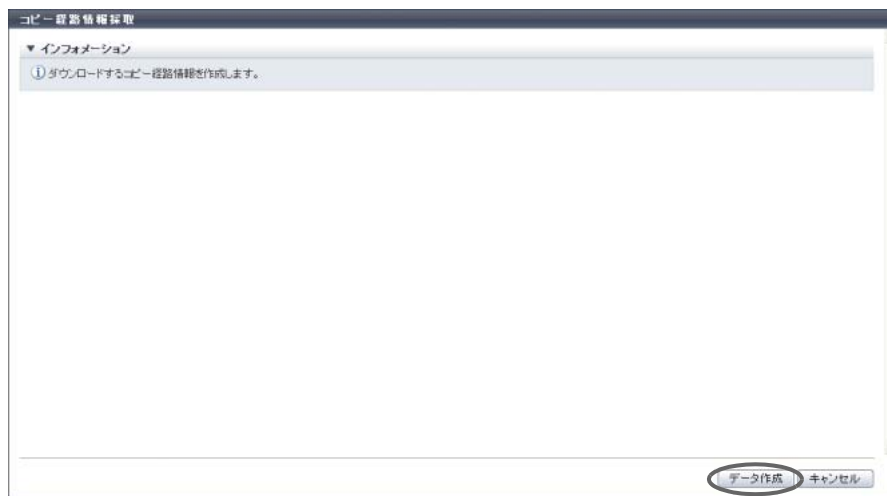 コピー経路情報採取
▼ インフォメーション
ダウンロードするコピー経路情報を作成します。
データ作成 キャンセル